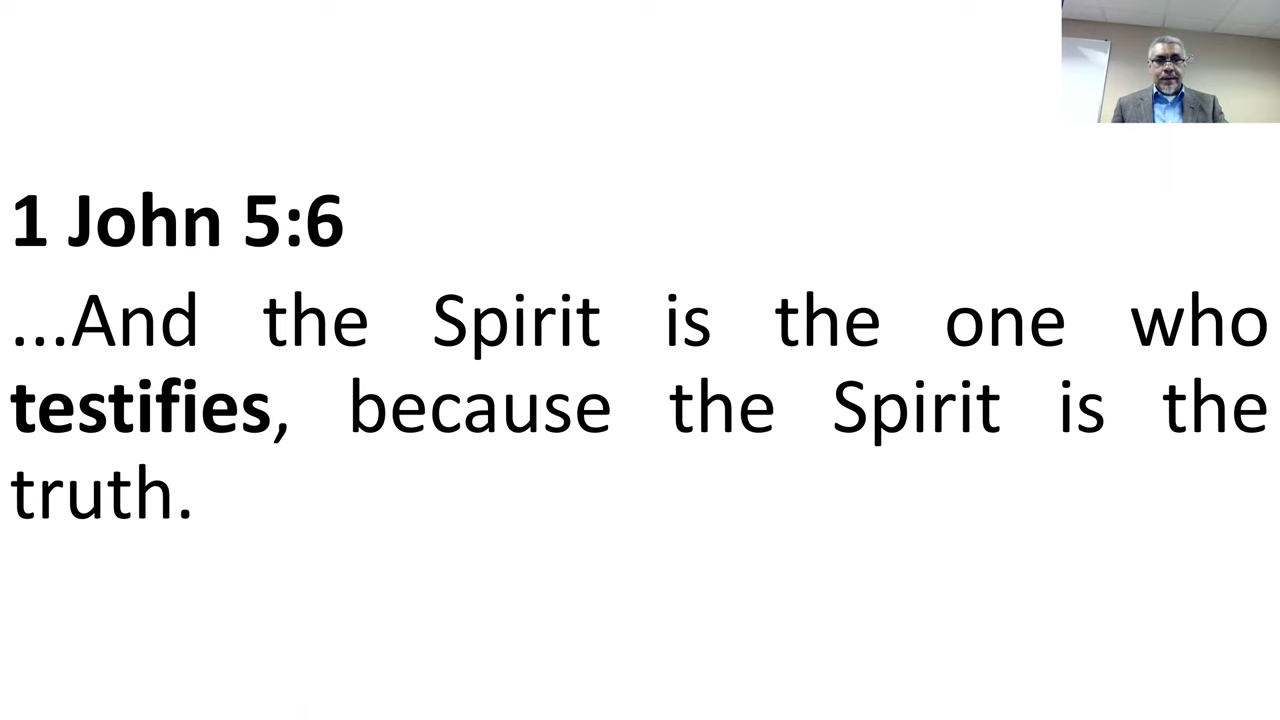 1 John 5:6
...And the Spirit is the one who
testifies, because the Spirit is the
truth.